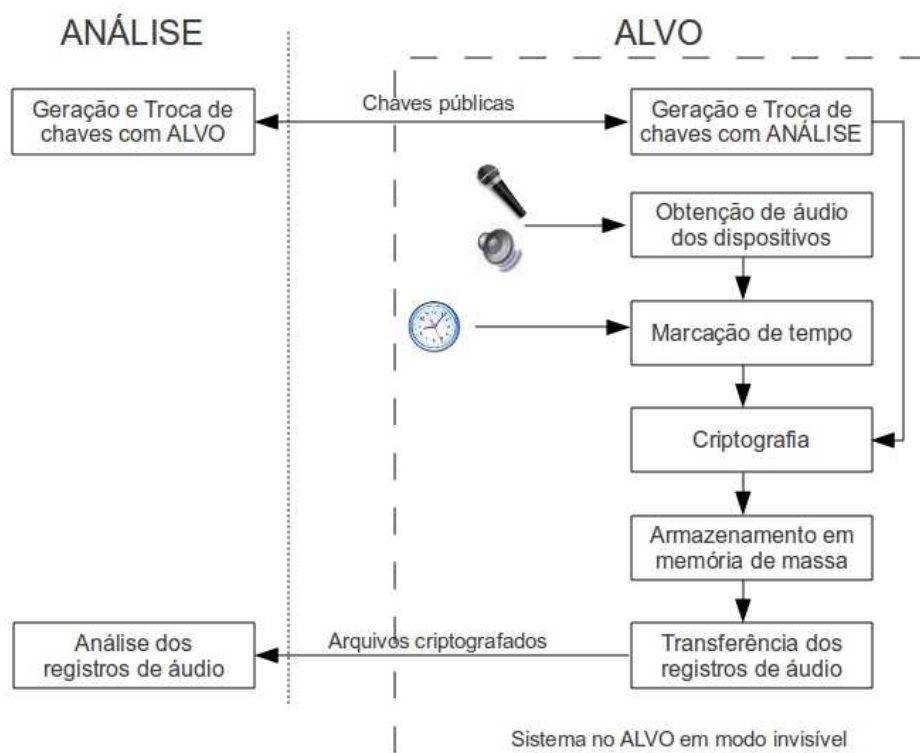 ANÁLISE
ALVO
Geração e Troca de
chaves com ALVO
Chaves públicas
Geração e Troca de
chaves com ANÁLISE
Obtenção de áudio
dos dispositivos
Marcação de tempo
Criptografia
Armazenamento em
memória de massa
Análise dos
registros de áudio
Arquivos criptografados
Transferência dos
registros de áudio
Sistema no ALVO em modo invisível